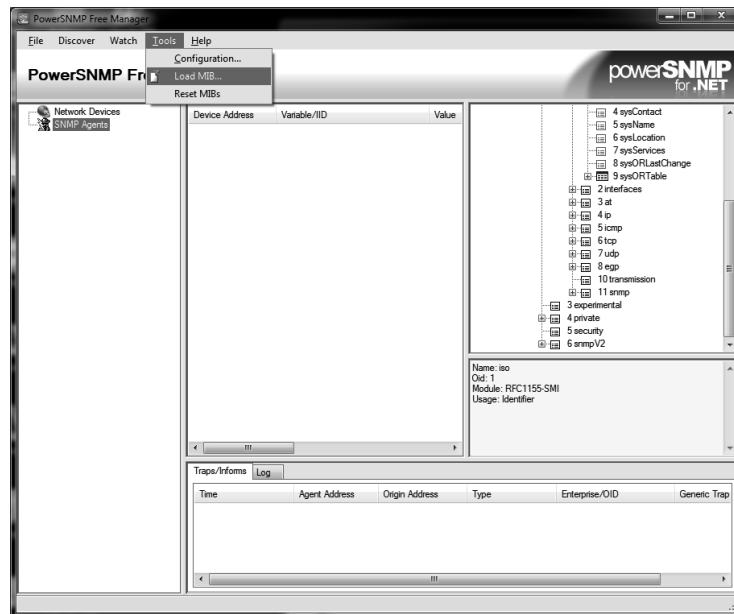 PowerSNMP Free Manager
File Discover Watch Tools Help
Configuration...
Load MIB...
Reset MIBs
PowerSNMP Fr
powerSNMP
for .NET
Network Devices
SNMP Agents
Device Address Variable/IID Value
4 sysContact
5 sysName
6 sysLocation
7 sysServices
8 sysORLastChange
9 sysORTable
2 interfaces
3 at
4 ip
5 icmp
6 tcp
7 udp
8 egp
10 transmission
11 snmp
3 experimental
4 private
5 security
6 snmpV2
Name: iso
Oid: 1
Module: RFC1155-SMI
Usage: Identifier
Traps/Informs Log
Time Agent Address Origin Address Type Enterprise/OID Generic Trap